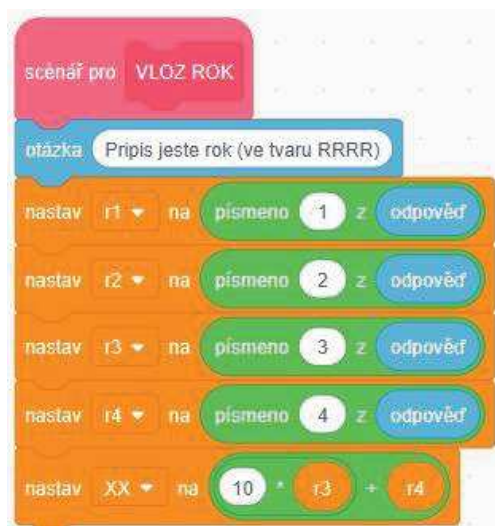 scénář pro VLOZ ROK
otázka Pripis jeste rok (ve tvaru RRRR)
nastav r1 na písmeno 1 z odpověď
nastav r2 na písmeno 2 z odpověď
nastav r3 na písmeno 3 z odpověď
nastav r4 na písmeno 4 z odpověď
nastav XX na 10 * r3 + r4